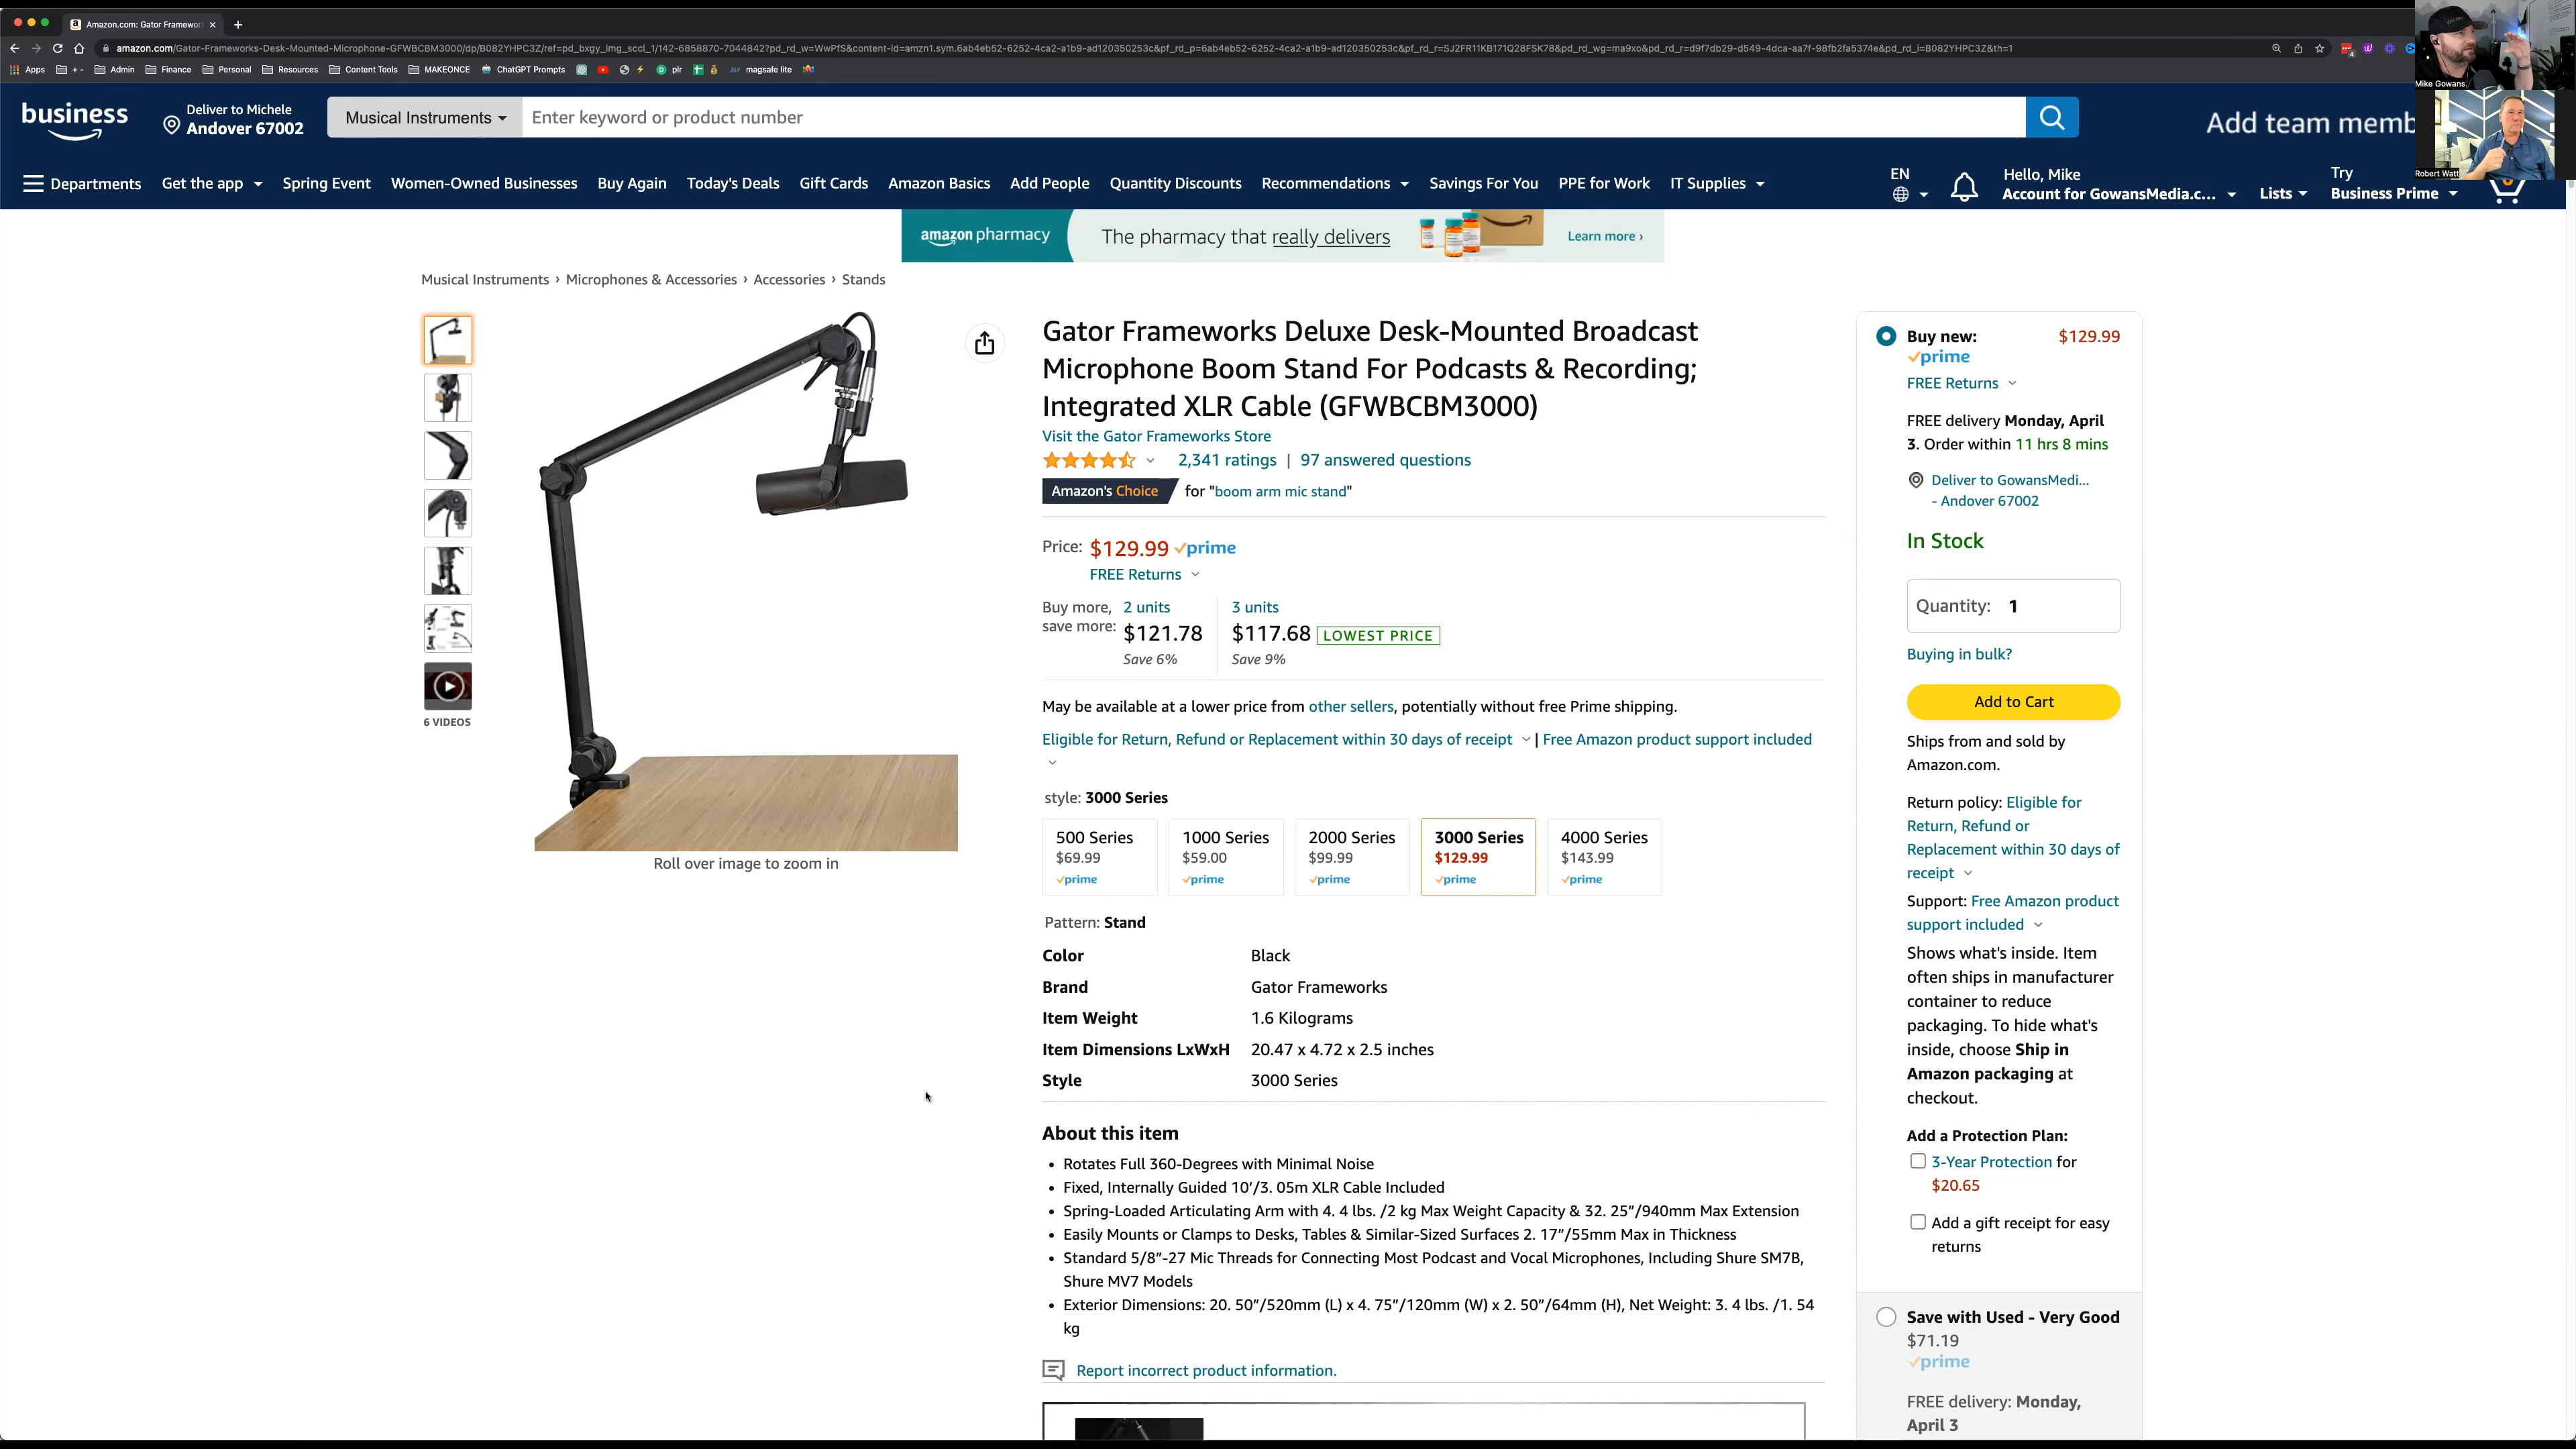 Amazon.com: Gator Framewor
amazon.com/Gator-Frameworks-Desk-Mounted-Microphone-GFWBCBM3000/dp/B082YHPC3Z/ref=pd_bxgy_img_sccl_1/142-6858870-7044842?pd_rd_w=WwPfS&content-id=amzn1.sym.6ab4eb52-6252-4ca2-a1b9-ad120350253c&pf_rd_p=6ab4eb52-6252-4ca2-a1b9-ad120350253c&pf_rd_r=SJ2FR11KB171Q28FSK78&pd_rd_wg=ma9xo&pd_rd_r=d9f7db29-d549-4dca-aa7f-98fb2fa5374e&pd_rd_i=B082YHPC3Z&th=1
Apps + - Admin Finance Personal Resources Content Tools MAKEONCE ChatGPT Prompts plr magsafe lite
Mike Gowans
Robert Watt
business
Deliver to Michele
Andover 67002
Musical Instruments
Enter keyword or product number
Add team memb
Departments Get the app Spring Event Women-Owned Businesses Buy Again Today's Deals Gift Cards Amazon Basics Add People Quantity Discounts Recommendations Savings For You PPE for Work IT Supplies
EN
Hello, Mike
Account for GowansMedia.c...
Lists
Try
Business Prime
amazon pharmacy The pharmacy that really delivers Learn more ›
Musical Instruments › Microphones & Accessories › Accessories › Stands
6 VIDEOS
Roll over image to zoom in
Gator Frameworks Deluxe Desk-Mounted Broadcast
Microphone Boom Stand For Podcasts & Recording;
Integrated XLR Cable (GFWBCBM3000)
Visit the Gator Frameworks Store
2,341 ratings | 97 answered questions
Amazon's Choice for "boom arm mic stand"
Price: $129.99 prime
FREE Returns
Buy more,
save more:
2 units
$121.78
Save 6%
3 units
$117.68 LOWEST PRICE
Save 9%
May be available at a lower price from other sellers, potentially without free Prime shipping.
Eligible for Return, Refund or Replacement within 30 days of receipt | Free Amazon product support included
style: 3000 Series
500 Series
$69.99
prime
1000 Series
$59.00
prime
2000 Series
$99.99
prime
3000 Series
$129.99
prime
4000 Series
$143.99
prime
Pattern: Stand
Color Black
Brand Gator Frameworks
Item Weight 1.6 Kilograms
Item Dimensions LxWxH 20.47 x 4.72 x 2.5 inches
Style 3000 Series
About this item
• Rotates Full 360-Degrees with Minimal Noise
• Fixed, Internally Guided 10’/3. 05m XLR Cable Included
• Spring-Loaded Articulating Arm with 4. 4 lbs. /2 kg Max Weight Capacity & 32. 25”/940mm Max Extension
• Easily Mounts or Clamps to Desks, Tables & Similar-Sized Surfaces 2. 17”/55mm Max in Thickness
• Standard 5/8”-27 Mic Threads for Connecting Most Podcast and Vocal Microphones, Including Shure SM7B,
Shure MV7 Models
• Exterior Dimensions: 20. 50”/520mm (L) x 4. 75”/120mm (W) x 2. 50”/64mm (H), Net Weight: 3. 4 lbs. /1. 54
kg
Report incorrect product information.
Buy new: $129.99
prime
FREE Returns
FREE delivery Monday, April
3. Order within 11 hrs 8 mins
Deliver to GowansMedi...
- Andover 67002
In Stock
Quantity: 1
Buying in bulk?
Add to Cart
Ships from and sold by
Amazon.com.
Return policy: Eligible for
Return, Refund or
Replacement within 30 days of
receipt
Support: Free Amazon product
support included
Shows what's inside. Item
often ships in manufacturer
container to reduce
packaging. To hide what's
inside, choose Ship in
Amazon packaging at
checkout.
Add a Protection Plan:
3-Year Protection for
$20.65
Add a gift receipt for easy
returns
Save with Used - Very Good
$71.19
prime
FREE delivery: Monday,
April 3